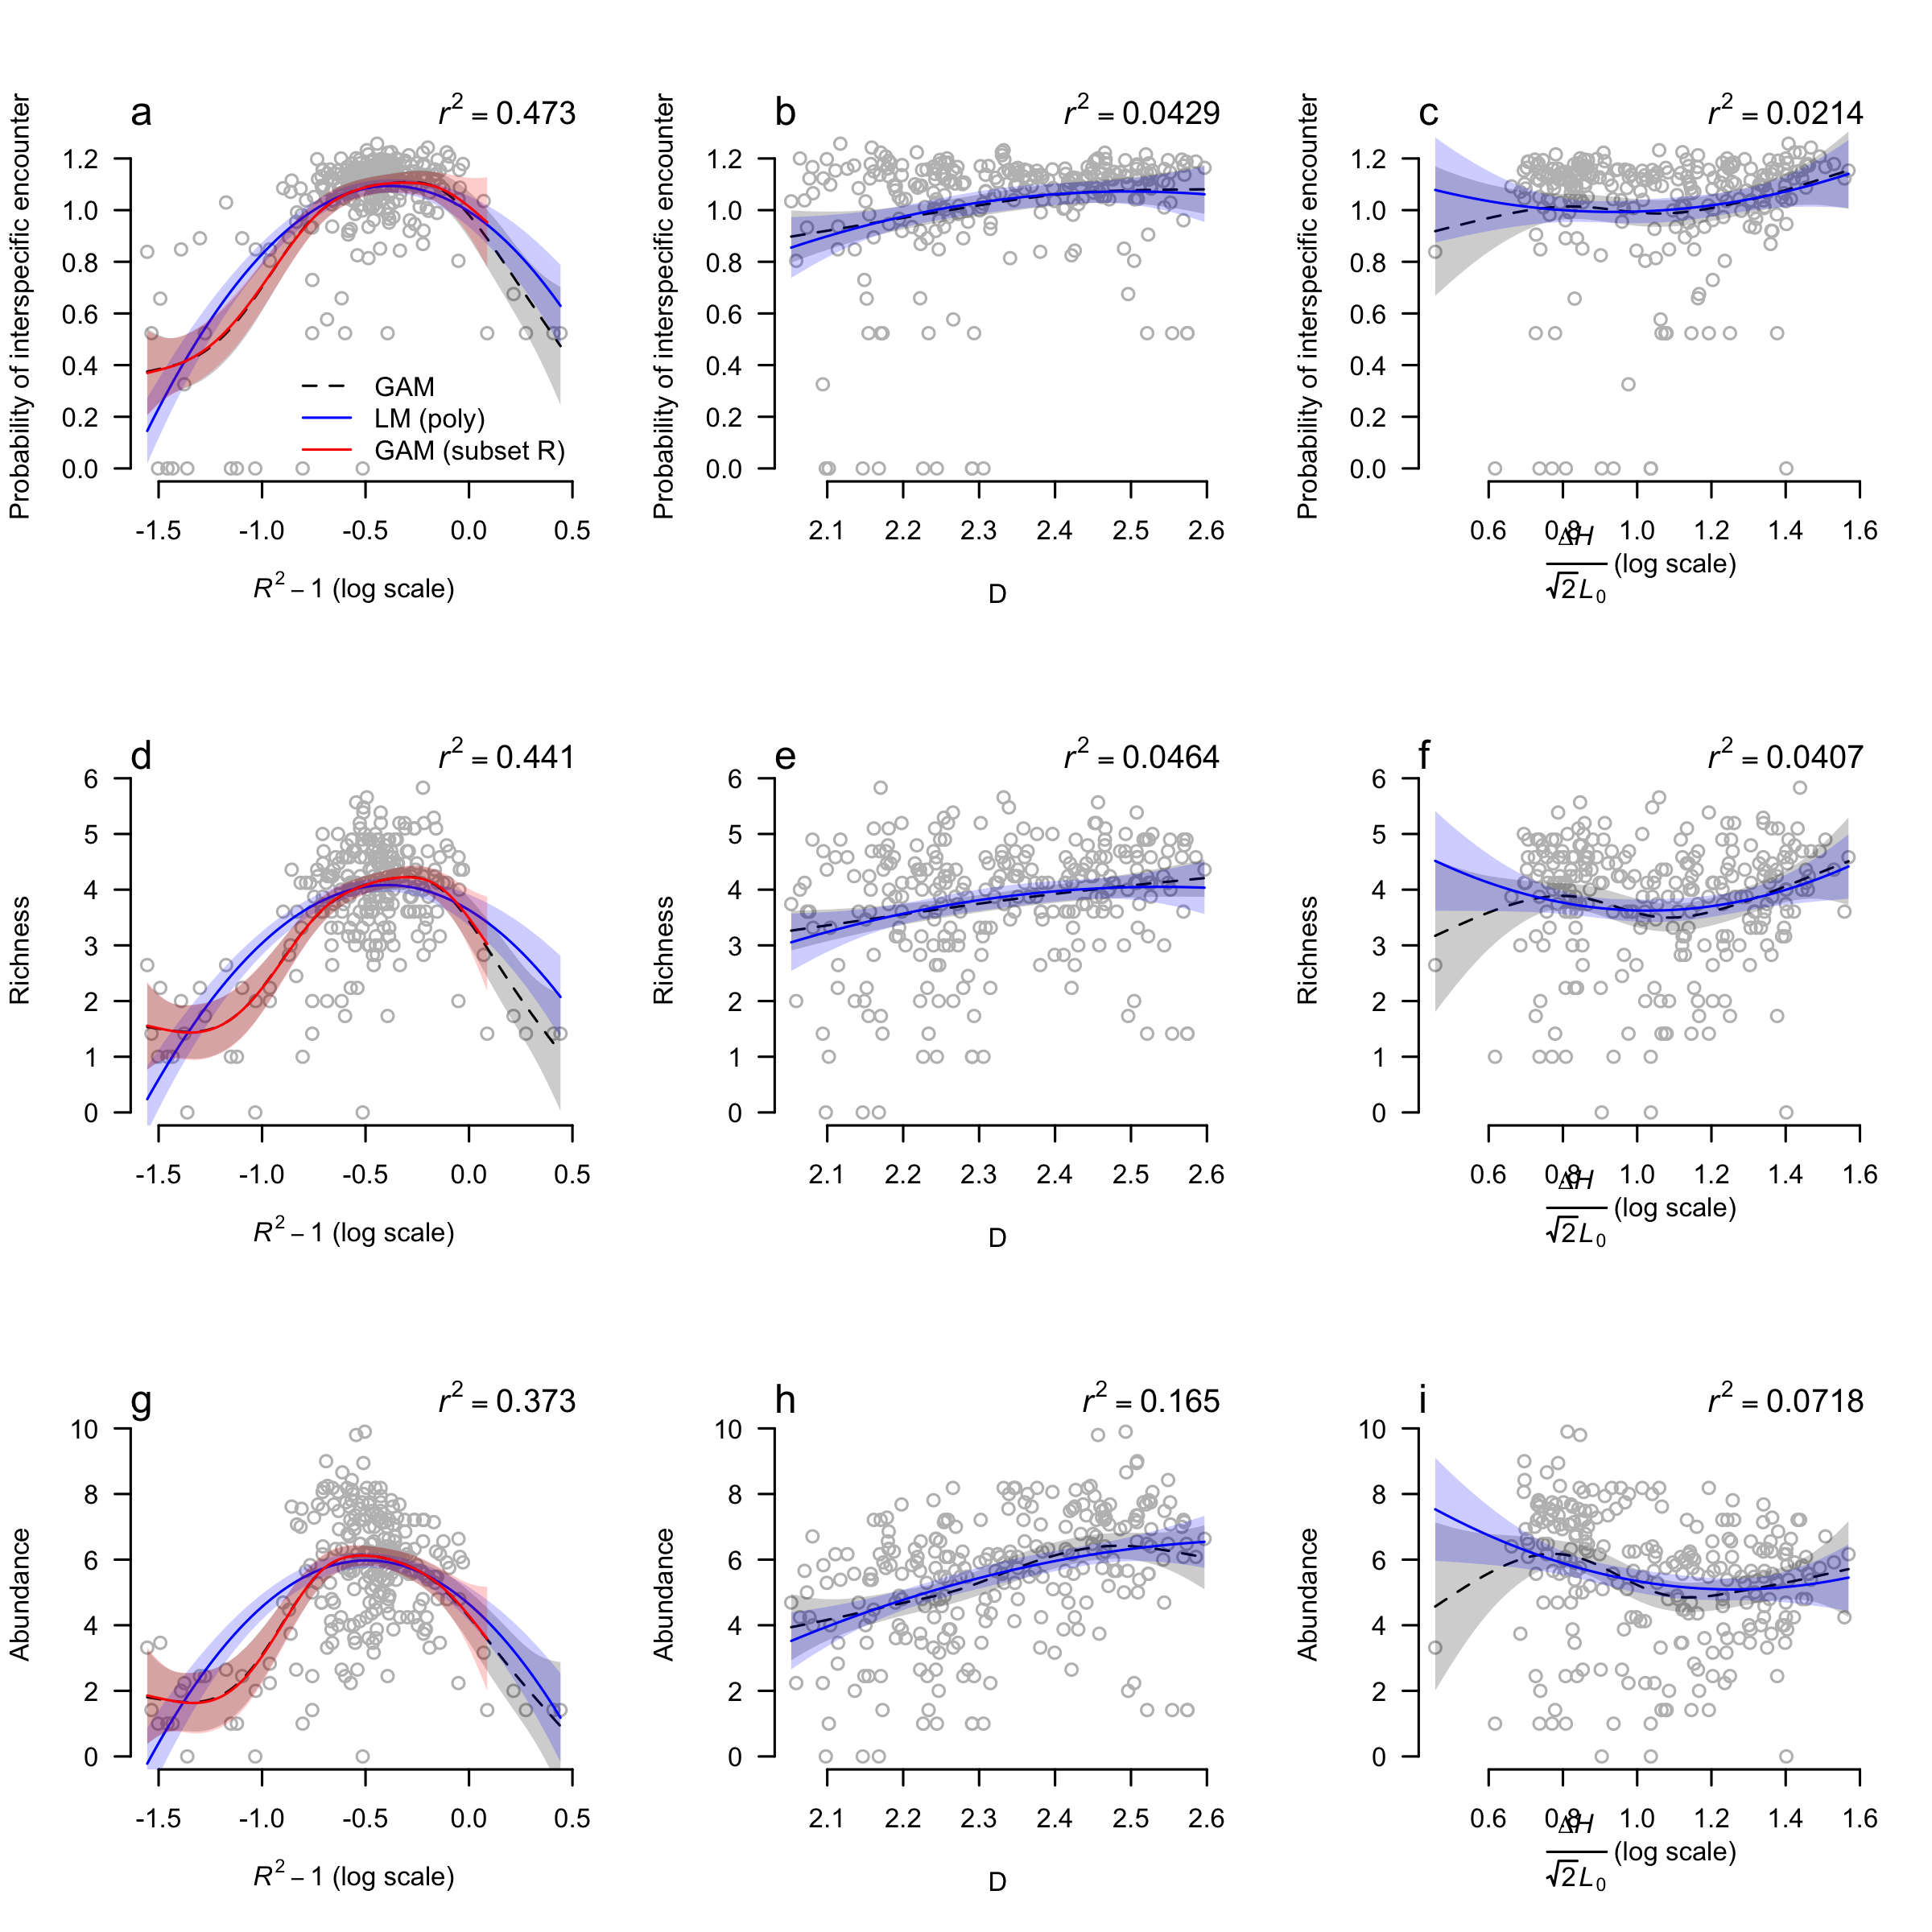 a
r² = 0.473
Probability of interspecific encounter
1.2
1.0
0.8
0.6
0.4
0.2
0.0
GAM
LM (poly)
GAM (subset R)
-1.5 -1.0 -0.5 0.0 0.5
R² − 1 (log scale)
b
r² = 0.0429
Probability of interspecific encounter
1.2
1.0
0.8
0.6
0.4
0.2
0.0
2.1 2.2 2.3 2.4 2.5 2.6
D
c
r² = 0.0214
Probability of interspecific encounter
1.2
1.0
0.8
0.6
0.4
0.2
0.0
0.6 0.8 1.0 1.2 1.4 1.6
ΔH
√2L₀ (log scale)
d
r² = 0.441
Richness
6
5
4
3
2
1
0
-1.5 -1.0 -0.5 0.0 0.5
R² − 1 (log scale)
e
r² = 0.0464
Richness
6
5
4
3
2
1
0
2.1 2.2 2.3 2.4 2.5 2.6
D
f
r² = 0.0407
Richness
6
5
4
3
2
1
0
0.6 0.8 1.0 1.2 1.4 1.6
ΔH
√2L₀ (log scale)
g
r² = 0.373
Abundance
10
8
6
4
2
0
-1.5 -1.0 -0.5 0.0 0.5
R² − 1 (log scale)
h
r² = 0.165
Abundance
10
8
6
4
2
0
2.1 2.2 2.3 2.4 2.5 2.6
D
i
r² = 0.0718
Abundance
10
8
6
4
2
0
0.6 0.8 1.0 1.2 1.4 1.6
ΔH
√2L₀ (log scale)